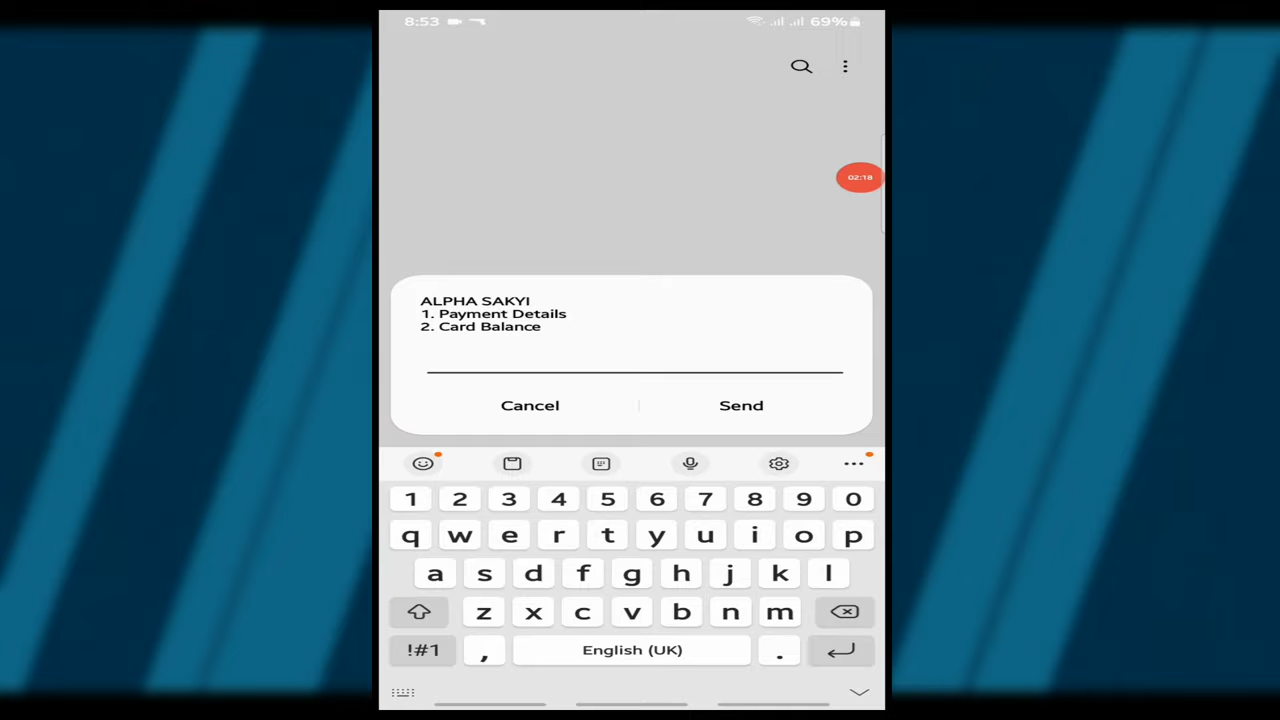 8:53 69%
02:18
ALPHA SAKYI
1. Payment Details
2. Card Balance
Cancel Send
1 2 3 4 5 6 7 8 9 0
q w e r t y u i o p
a s d f g h j k l
z x c v b n m
!#1 , English (UK) .